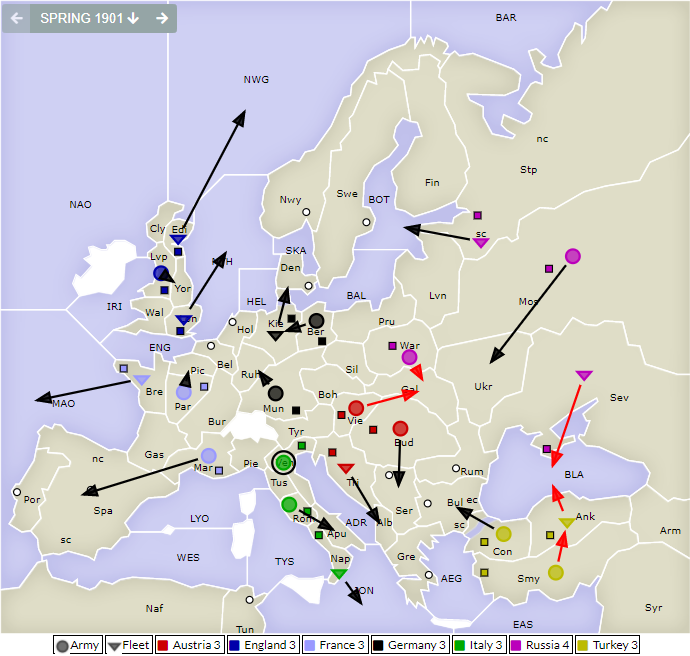 SPRING 1901
BAR
NWG
nc
Stp
NAO
Swe
Fin
Nwy
BOT
Cly
Edi
sc
SKA
Lvp
Den
Yor
Mos
IRI
Wal
HEL
BAL
Lvn
Kie
Pru
ENG
Hol
Ber
War
Bel
Pic
Ruh
Sil
Gal
Ukr
Bre
Sev
MAO
Par
Mun
Boh
Vie
Bur
Tyr
Bud
nc
Gas
Mar
Pie
Ven
Rum
BLA
Tus
Tri
Por
Spa
Bul
ec
Ser
Ank
LYO
Rom
ADR
Alb
sc
Arm
sc
Apu
Con
WES
TYS
Nap
Gre
AEG
Smy
ION
Naf
Syr
EAS
Tun
Army Fleet Austria 3 England 3 France 3 Germany 3 Italy 3 Russia 4 Turkey 3